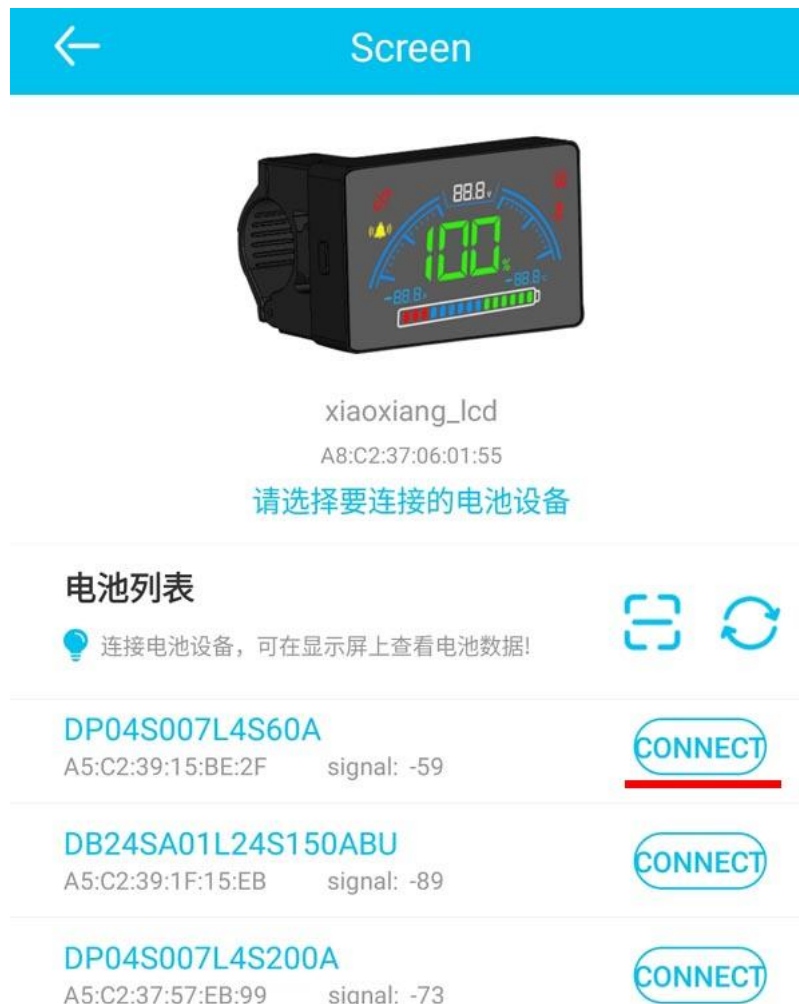 Screen
88.8 v
100 %
-88.8
-88.8
xiaoxiang_lcd
A8:C2:37:06:01:55
请选择要连接的电池设备
电池列表
连接电池设备，可在显示屏上查看电池数据!
DP04S007L4S60A
CONNECT
A5:C2:39:15:BE:2F signal: -59
DB24SA01L24S150ABU
CONNECT
A5:C2:39:1F:15:EB signal: -89
DP04S007L4S200A
CONNECT
A5:C2:37:57:EB:99 signal: -73